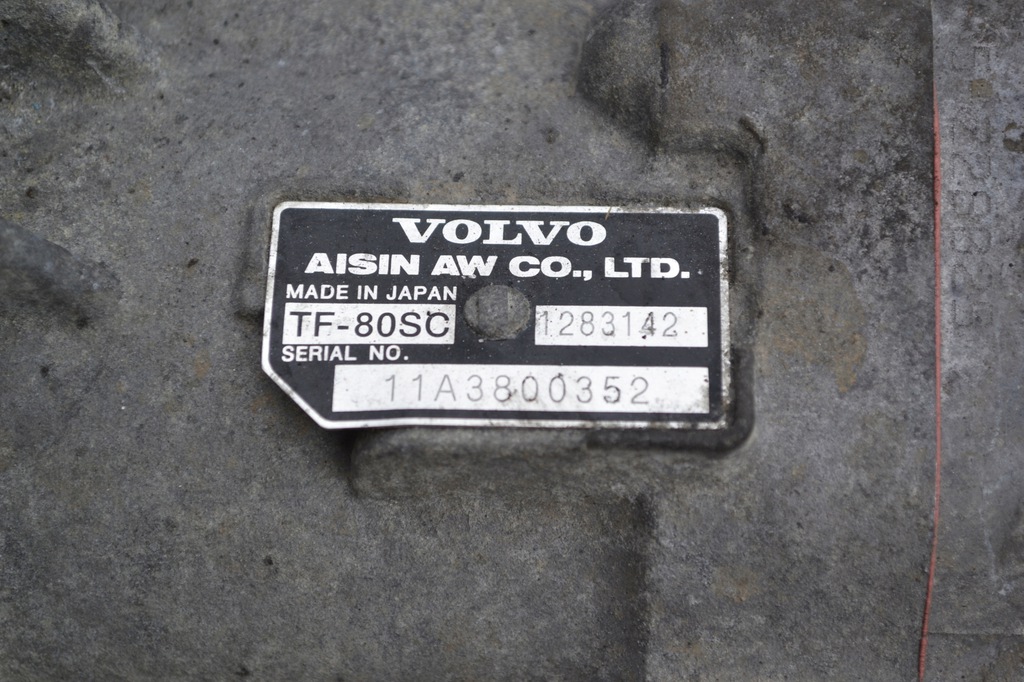 VOLVO
AISIN AW CO., LTD.
MADE IN JAPAN
TF-80SC 1283142
SERIAL NO.
11A3800352